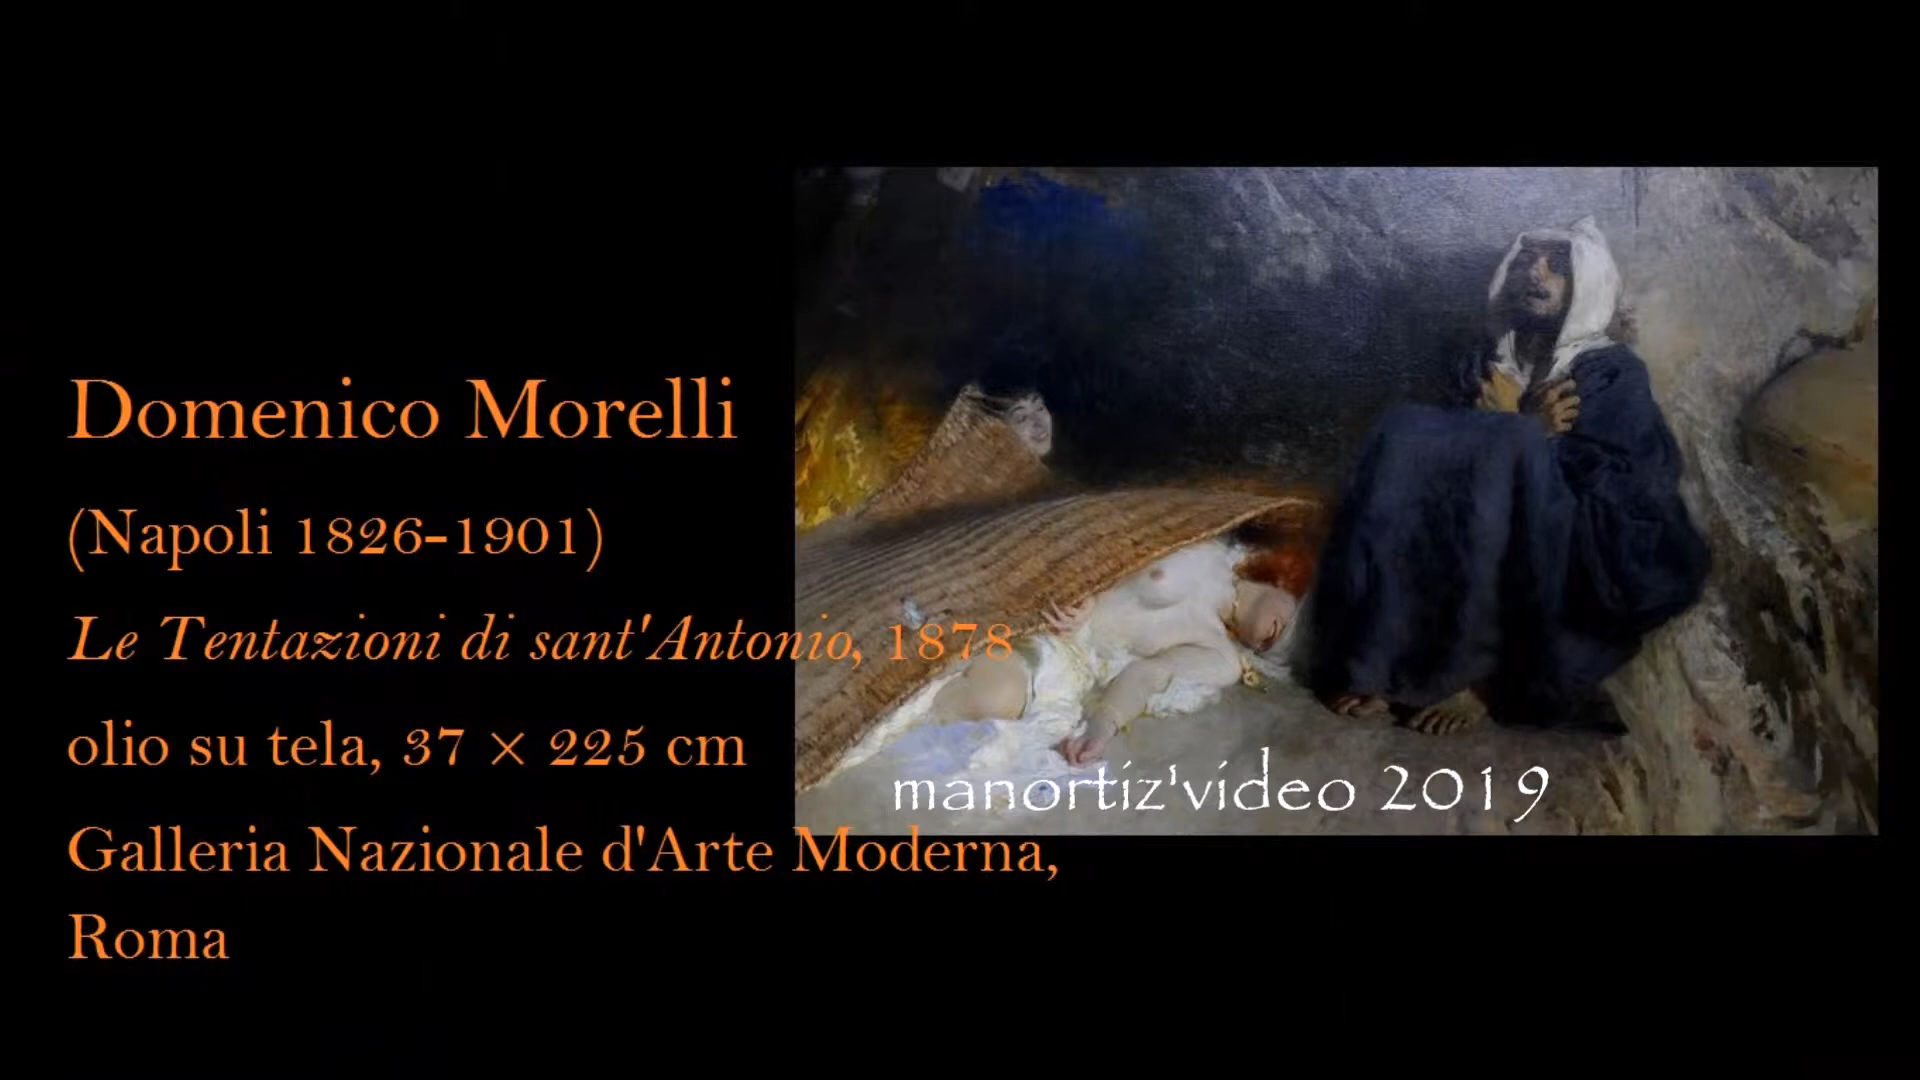 Domenico Morelli
(Napoli 1826-1901)
Le Tentazioni di sant'Antonio, 1878
olio su tela, 37 × 225 cm
manortiz'video 2019
Galleria Nazionale d'Arte Moderna,
Roma